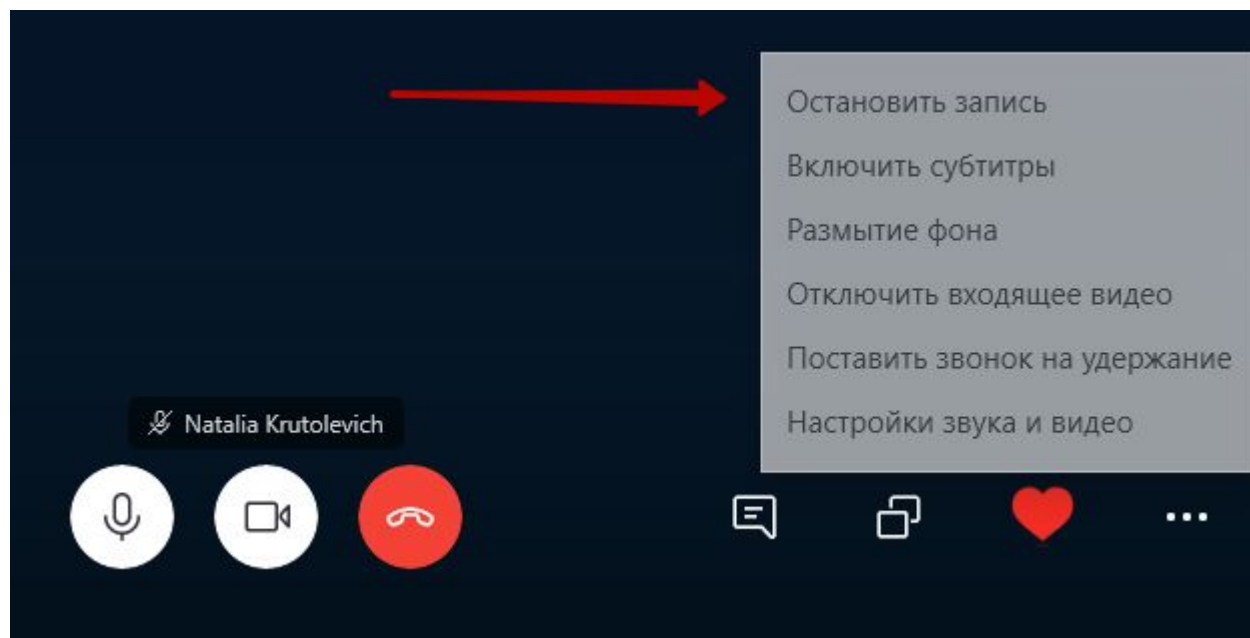 Остановить запись
Включить субтитры
Размытие фона
Отключить входящее видео
Поставить звонок на удержание
Настройки звука и видео
Natalia Krutolevich